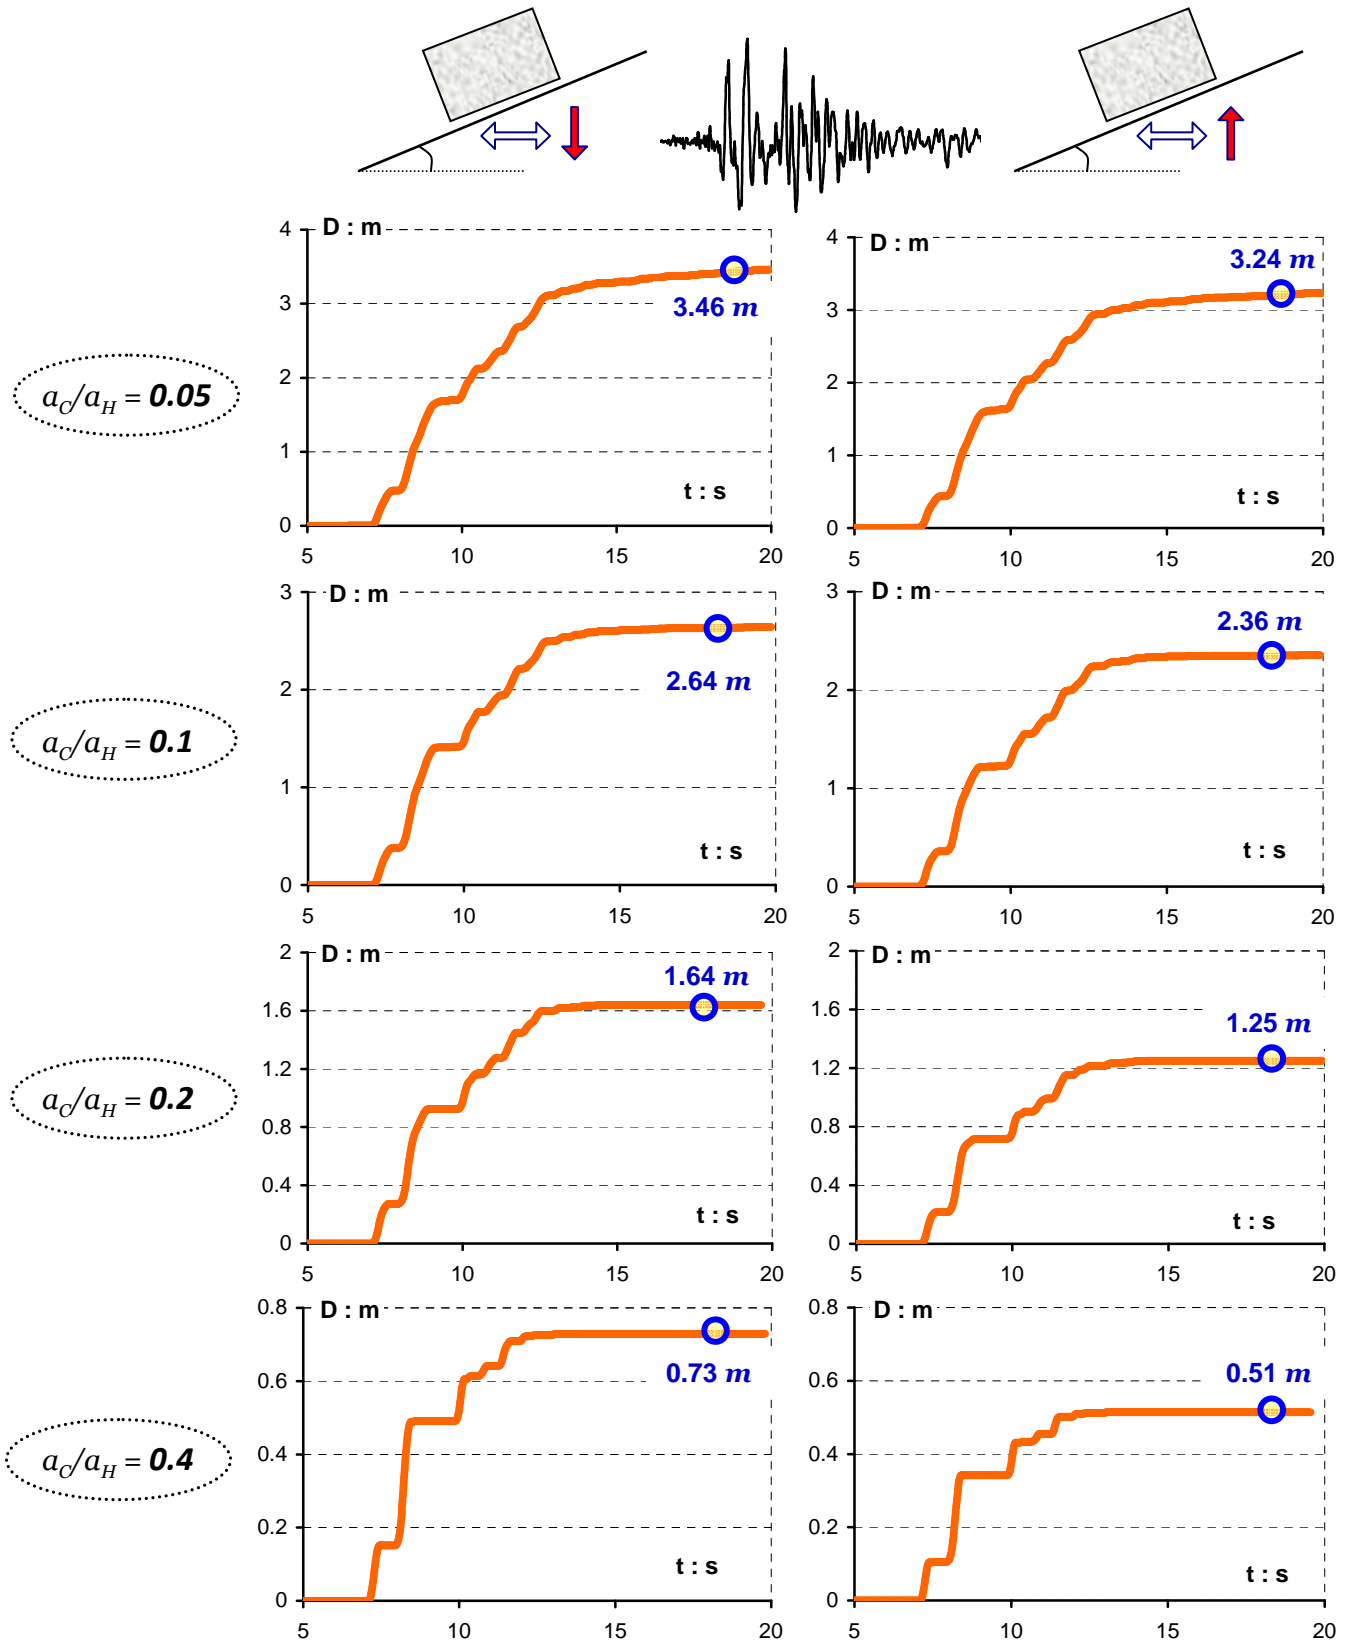 D : m
4
3
2
1
0
3.46 m
t : s
5 10 15 20
D : m
4
3
2
1
0
3.24 m
t : s
5 10 15 20
a_C/a_H = 0.05
D : m
3
2
1
0
2.64 m
t : s
5 10 15 20
D : m
3
2
1
0
2.36 m
t : s
5 10 15 20
a_C/a_H = 0.1
D : m
2
1.6
1.2
0.8
0.4
0
1.64 m
t : s
5 10 15 20
D : m
2
1.6
1.2
0.8
0.4
0
1.25 m
t : s
5 10 15 20
a_C/a_H = 0.2
D : m
0.8
0.6
0.4
0.2
0
0.73 m
t : s
5 10 15 20
D : m
0.8
0.6
0.4
0.2
0
0.51 m
t : s
5 10 15 20
a_C/a_H = 0.4